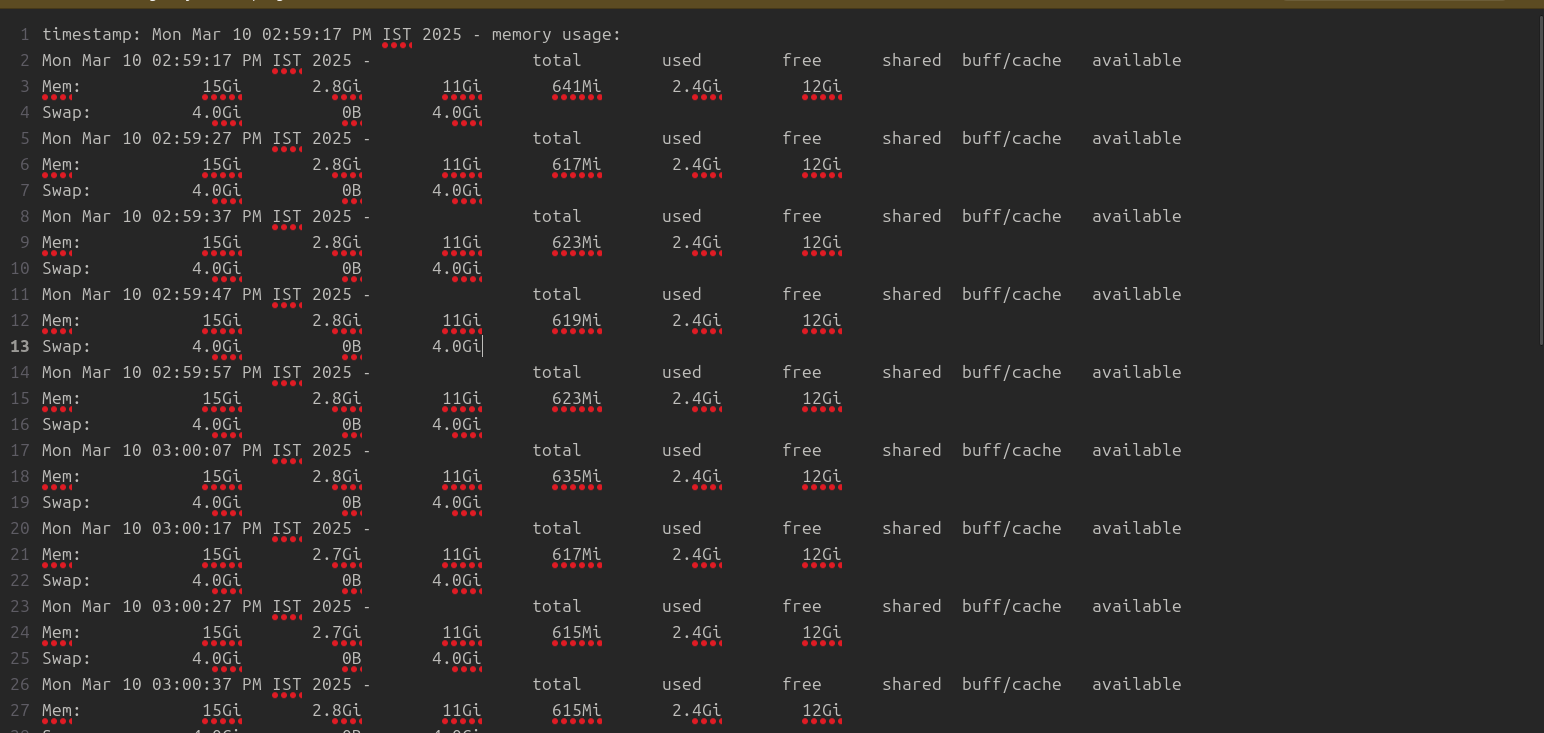 1 timestamp: Mon Mar 10 02:59:17 PM IST 2025 - memory usage:
2 Mon Mar 10 02:59:17 PM IST 2025 - total used free shared buff/cache available
3 Mem: 15Gi 2.8Gi 11Gi 641Mi 2.4Gi 12Gi
4 Swap: 4.0Gi 0B 4.0Gi
5 Mon Mar 10 02:59:27 PM IST 2025 - total used free shared buff/cache available
6 Mem: 15Gi 2.8Gi 11Gi 617Mi 2.4Gi 12Gi
7 Swap: 4.0Gi 0B 4.0Gi
8 Mon Mar 10 02:59:37 PM IST 2025 - total used free shared buff/cache available
9 Mem: 15Gi 2.8Gi 11Gi 623Mi 2.4Gi 12Gi
10 Swap: 4.0Gi 0B 4.0Gi
11 Mon Mar 10 02:59:47 PM IST 2025 - total used free shared buff/cache available
12 Mem: 15Gi 2.8Gi 11Gi 619Mi 2.4Gi 12Gi
13 Swap: 4.0Gi 0B 4.0Gi
14 Mon Mar 10 02:59:57 PM IST 2025 - total used free shared buff/cache available
15 Mem: 15Gi 2.8Gi 11Gi 623Mi 2.4Gi 12Gi
16 Swap: 4.0Gi 0B 4.0Gi
17 Mon Mar 10 03:00:07 PM IST 2025 - total used free shared buff/cache available
18 Mem: 15Gi 2.8Gi 11Gi 635Mi 2.4Gi 12Gi
19 Swap: 4.0Gi 0B 4.0Gi
20 Mon Mar 10 03:00:17 PM IST 2025 - total used free shared buff/cache available
21 Mem: 15Gi 2.7Gi 11Gi 617Mi 2.4Gi 12Gi
22 Swap: 4.0Gi 0B 4.0Gi
23 Mon Mar 10 03:00:27 PM IST 2025 - total used free shared buff/cache available
24 Mem: 15Gi 2.7Gi 11Gi 615Mi 2.4Gi 12Gi
25 Swap: 4.0Gi 0B 4.0Gi
26 Mon Mar 10 03:00:37 PM IST 2025 - total used free shared buff/cache available
27 Mem: 15Gi 2.8Gi 11Gi 615Mi 2.4Gi 12Gi